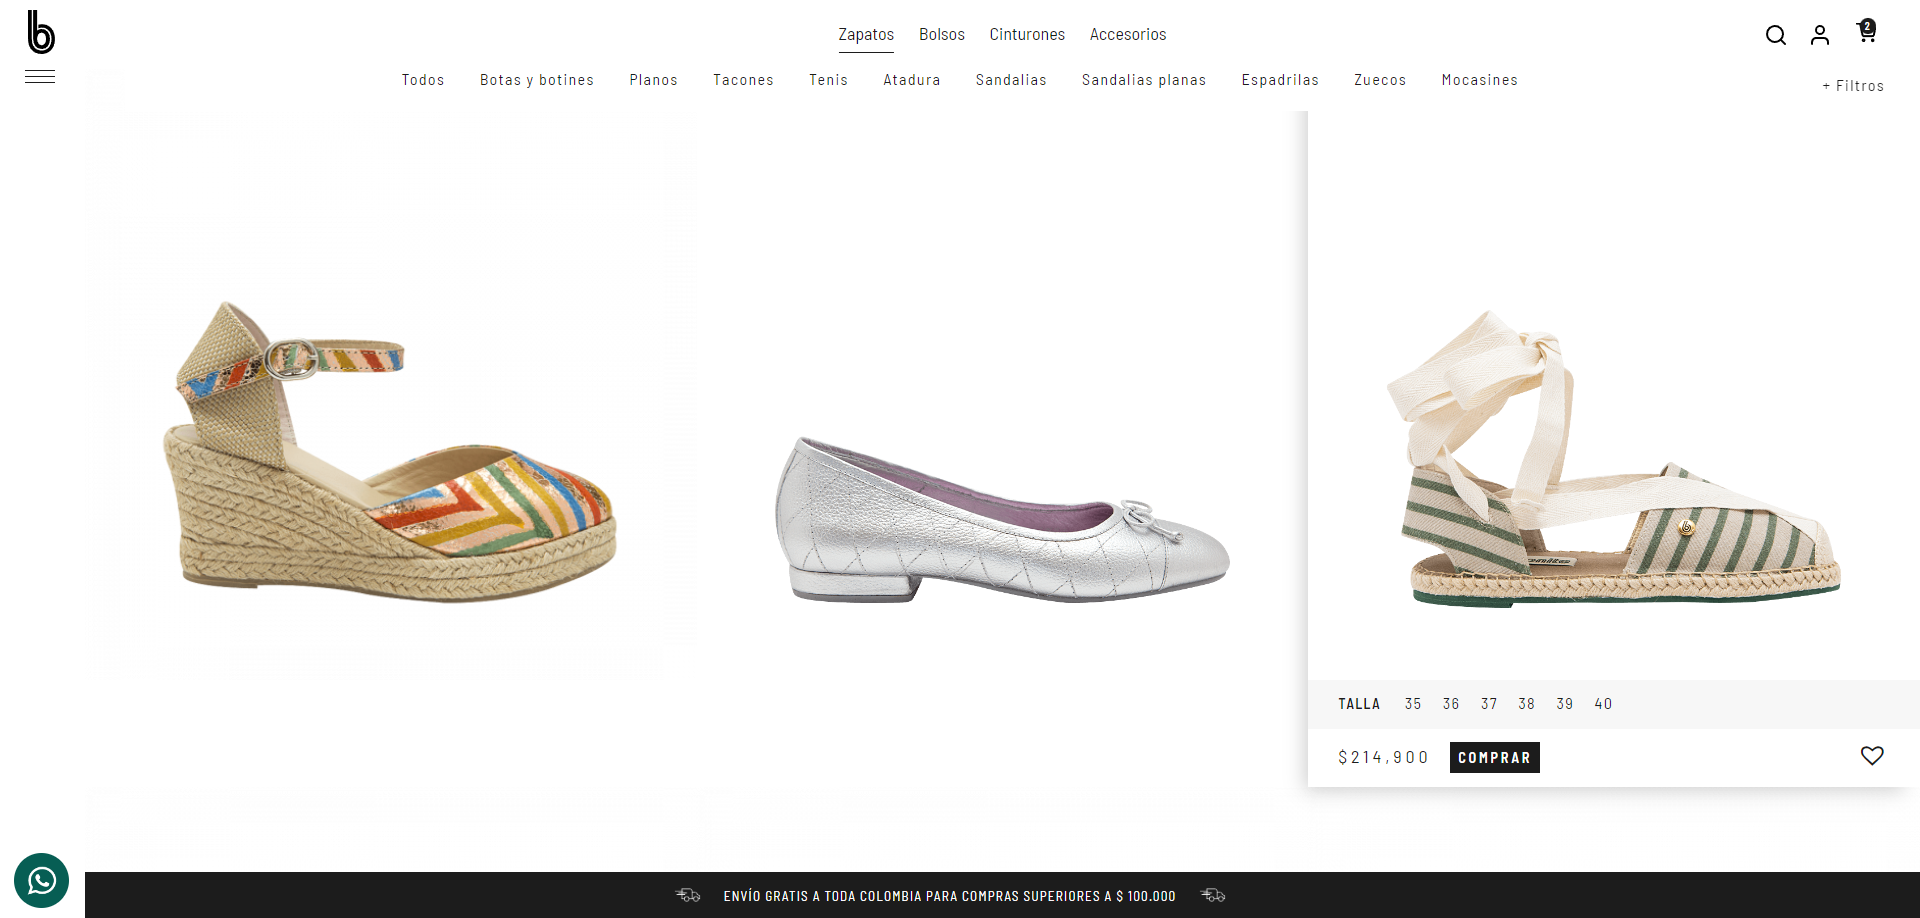 b
Zapatos Bolsos Cinturones Accesorios
2
Todos Botas y botines Planos Tacones Tenis Atadura Sandalias Sandalias planas Espadrilas Zuecos Mocasines
+ Filtros
TALLA 35 36 37 38 39 40
$214,900 COMPRAR
ENVÍO GRATIS A TODA COLOMBIA PARA COMPRAS SUPERIORES A $ 100.000